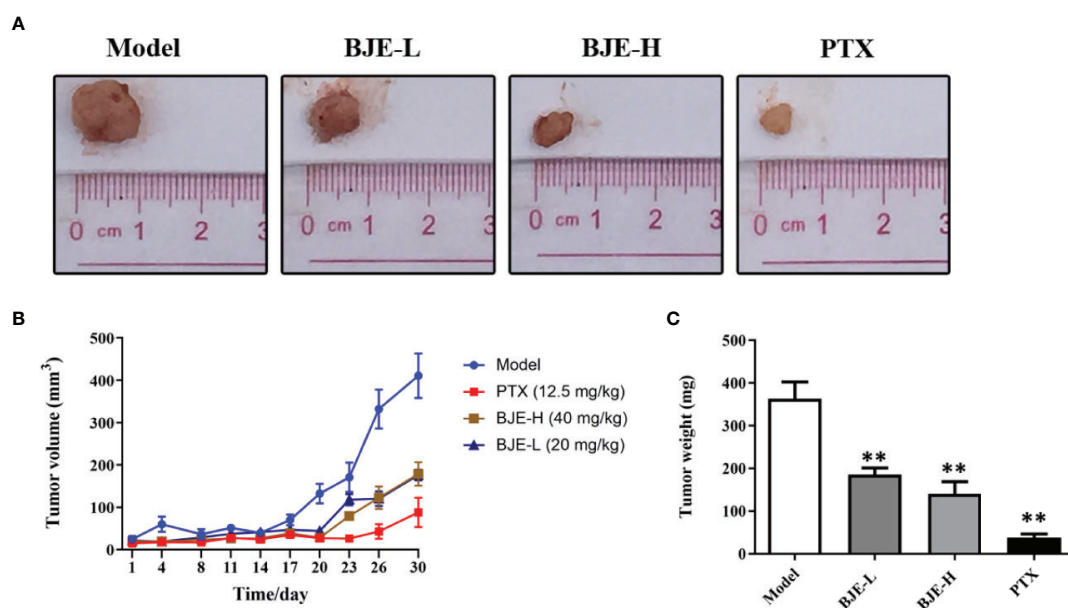 A
Model BJE-L BJE-H PTX
0 cm 1 2 3 0 cm 1 2 3 0 cm 1 2 3 0 cm 1 2 3
B
500
400
300
200
100
0
Tumor volume (mm³)
1 4 8 11 14 17 20 23 26 30
Time/day
Model
PTX (12.5 mg/kg)
BJE-H (40 mg/kg)
BJE-L (20 mg/kg)
C
500
400
300
200
100
0
Tumor weight (mg)
**
**
**
Model BJE-L BJE-H PTX